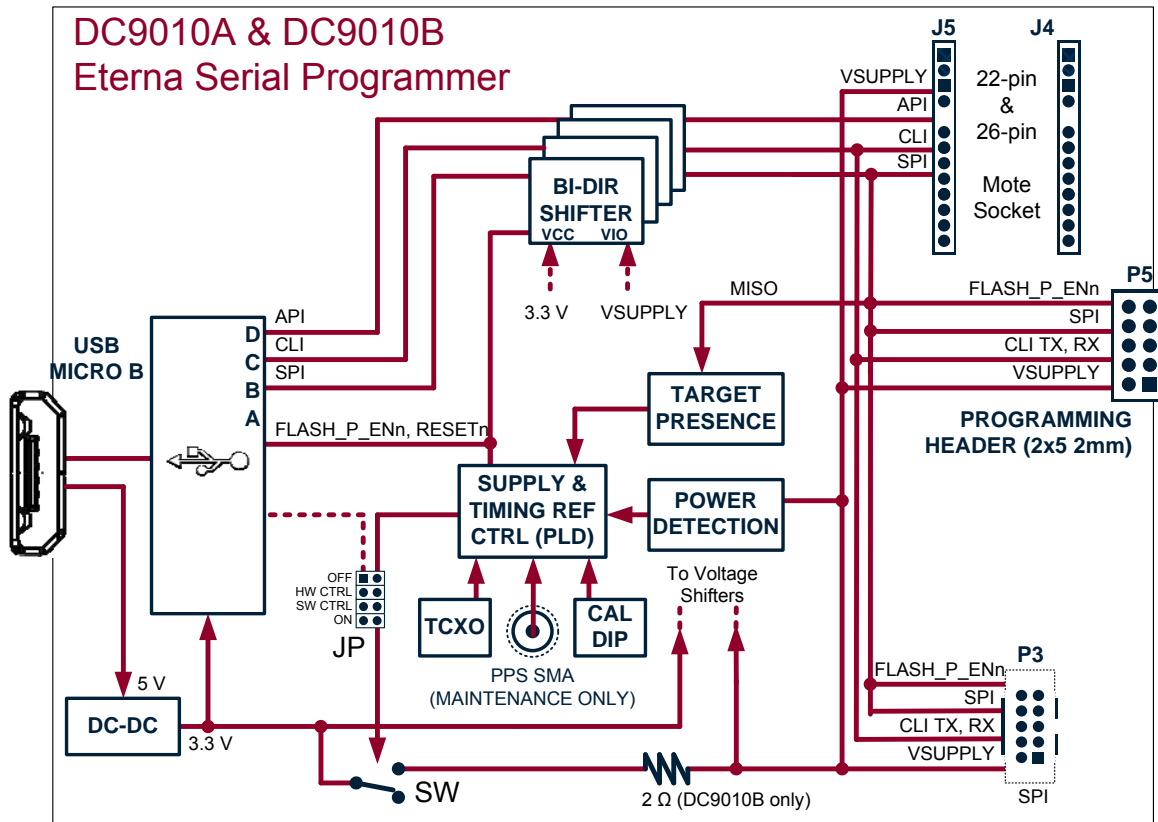 DC9010A & DC9010B
Eterna Serial Programmer
J5
J4
VSUPPLY
API
CLI
SPI
22-pin
&
26-pin
Mote
Socket
BI-DIR
SHIFTER
VCC
VIO
3.3 V
VSUPPLY
MISO
P5
FLASH_P_ENn
SPI
CLI TX, RX
VSUPPLY
PROGRAMMING
HEADER (2x5 2mm)
USB
MICRO B
D
API
C
CLI
B
SPI
A
FLASH_P_ENn, RESETn
TARGET
PRESENCE
SUPPLY &
TIMING REF
CTRL (PLD)
POWER
DETECTION
OFF
HW CTRL
SW CTRL
ON
JP
TCXO
CAL
DIP
PPS SMA
(MAINTENANCE ONLY)
To Voltage
Shifters
5 V
DC-DC
3.3 V
SW
2 Ω (DC9010B only)
P3
FLASH_P_ENn
SPI
CLI TX, RX
VSUPPLY
SPI